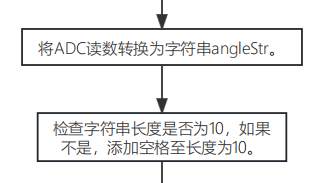 将ADC读数转换为字符串angleStr。
检查字符串长度是否为10，如果
不是，添加空格至长度为10。